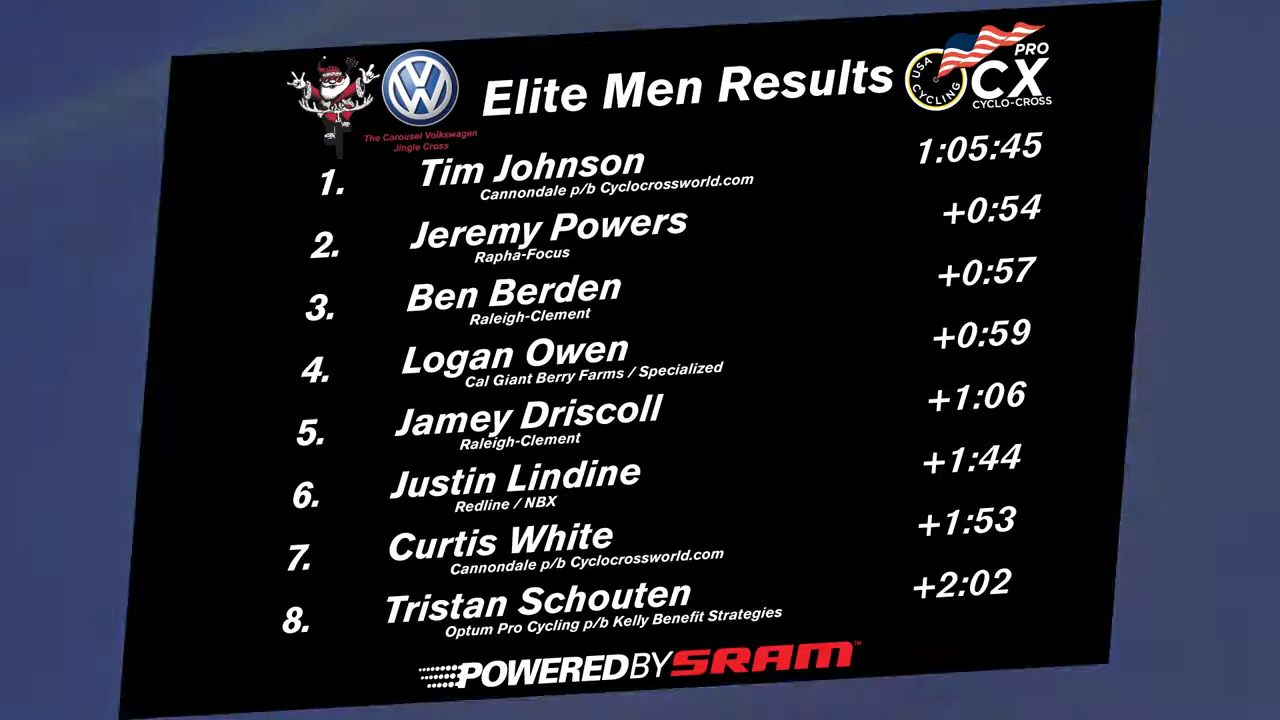 Elite Men Results
USA CYCLING
PRO
CX
CYCLO-CROSS
The Carousel Volkswagen
Jingle Cross
1. Tim Johnson 1:05:45
Cannondale p/b Cyclocrossworld.com
2. Jeremy Powers +0:54
Rapha-Focus
3. Ben Berden +0:57
Raleigh-Clement
4. Logan Owen +0:59
Cal Giant Berry Farms / Specialized
5. Jamey Driscoll +1:06
Raleigh-Clement
6. Justin Lindine +1:44
Redline / NBX
7. Curtis White +1:53
Cannondale p/b Cyclocrossworld.com
8. Tristan Schouten +2:02
Optum Pro Cycling p/b Kelly Benefit Strategies
POWERED BY SRAM™